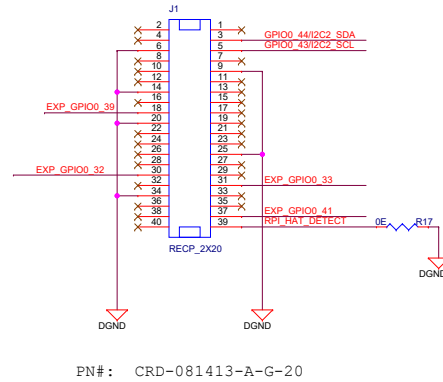 J1
2 1
4 3 GPIO0_44/I2C2_SDA
6 5 GPIO0_43/I2C2_SCL
8 7
10 9
12 11
14 13
16 15
EXP_GPIO0_39 18 17
20 19
22 21
24 23
26 25
28 27
EXP_GPIO0_32 30 29
32 31 EXP_GPIO0_33
34 33
36 35
38 37 EXP_GPIO0_41
40 39 RPI_HAT_DETECT 0E R17
RECP_2X20
DGND
DGND DGND
PN#: CRD-081413-A-G-20